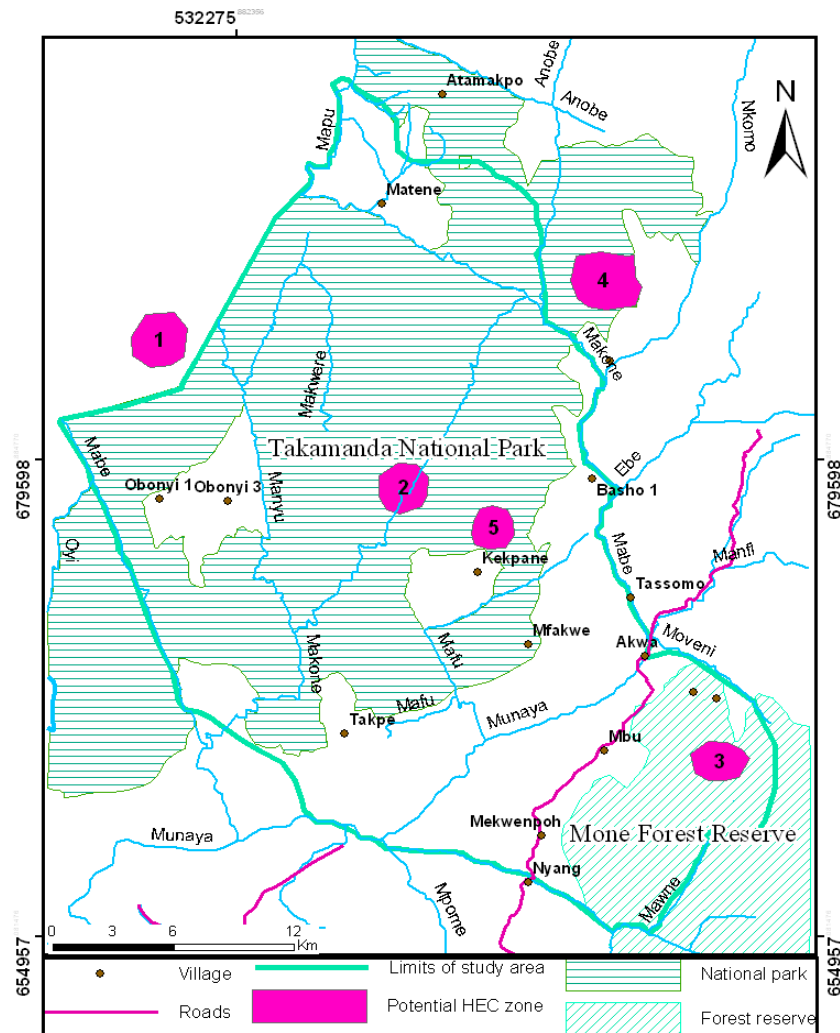 532275
882356
N
Atamakpo
Anobe
Anobe
Nkomo
Mapu
Matene
4
1
Makone
Makwere
Takamanda National Park
Mabe
Ebe
679598
679598
Obonyi 1
Obonyi 3
Manyu
2
Basho 1
5
Oyi
Kekpane
Mabe
Manfi
Tassomo
Mfakwe
Akwa
Moveni
Makone
Mafu
Mafu
Munaya
Takpe
Mbu
3
Munaya
Mekwenpoh
Mone Forest Reserve
Nyang
Mpome
Mawne
0 3 6 12
Km
654957
654957
Village
Limits of study area
National park
Roads
Potential HEC zone
Forest reserve